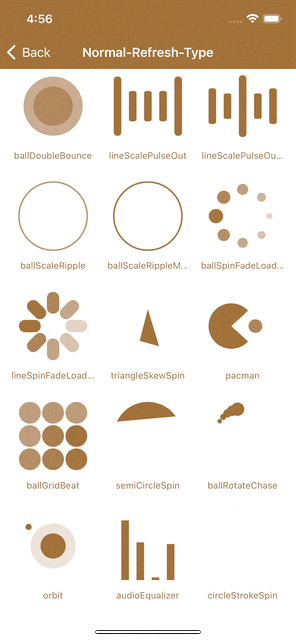 4:56
Back
Normal-Refresh-Type
ballDoubleBounce
lineScalePulseOut
lineScalePulseOu...
ballScaleRipple
ballScaleRippleM...
ballSpinFadeLoad...
lineSpinFadeLoad...
triangleSkewSpin
pacman
ballGridBeat
semiCircleSpin
ballRotateChase
orbit
audioEqualizer
circleStrokeSpin